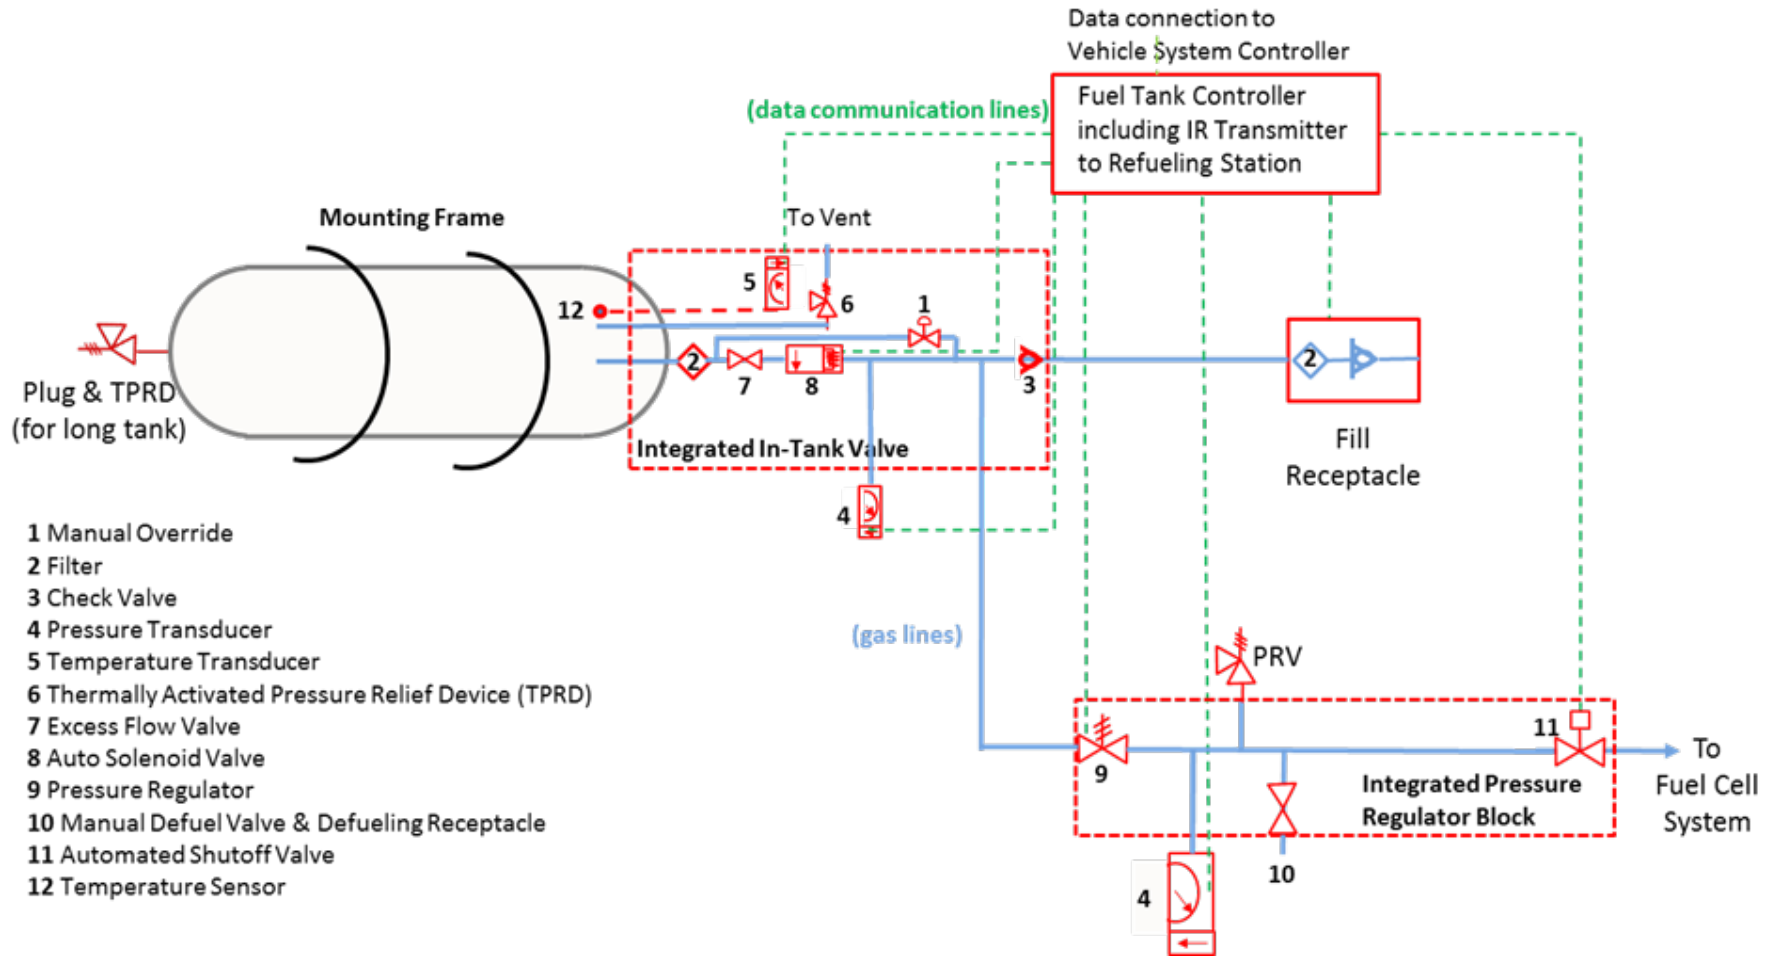 Data connection to
Vehicle System Controller
Fuel Tank Controller
including IR Transmitter
to Refueling Station
(data communication lines)
Mounting Frame
To Vent
5
6
1
12
2
7
8
3
2
Plug & TPRD
(for long tank)
Integrated In-Tank Valve
Fill
Receptacle
4
1 Manual Override
2 Filter
3 Check Valve
4 Pressure Transducer
5 Temperature Transducer
6 Thermally Activated Pressure Relief Device (TPRD)
7 Excess Flow Valve
8 Auto Solenoid Valve
9 Pressure Regulator
10 Manual Defuel Valve & Defueling Receptacle
11 Automated Shutoff Valve
12 Temperature Sensor
(gas lines)
PRV
11
9
Integrated Pressure
Regulator Block
To
Fuel Cell
System
10
4